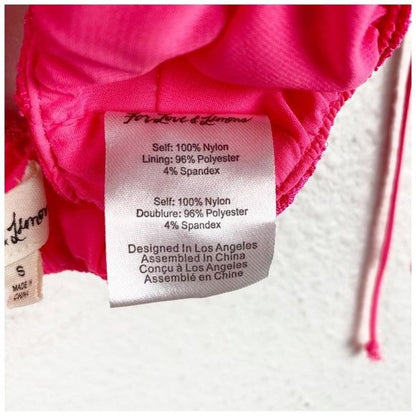 For Love & Lemons
Self: 100% Nylon
Lining: 96% Polyester
4% Spandex
Self: 100% Nylon
Doublure: 96% Polyester
4% Spandex
Designed In Los Angeles
Assembled In China
Conçu à Los Angeles
Assemblé en Chine
Lemons
S
MADE IN
CHINA